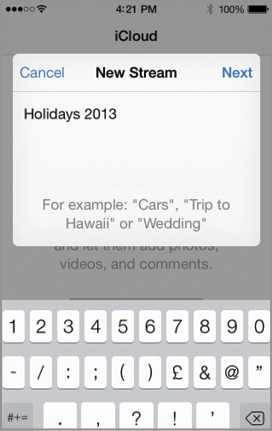 4:21 PM 100%
iCloud
Cancel New Stream Next
Holidays 2013
For example: "Cars", "Trip to
Hawaii" or "Wedding"
and let them add photos,
videos, and comments.
1 2 3 4 5 6 7 8 9 0
- / : ; ( ) £ & @ ”
#+= . , ? ! ’